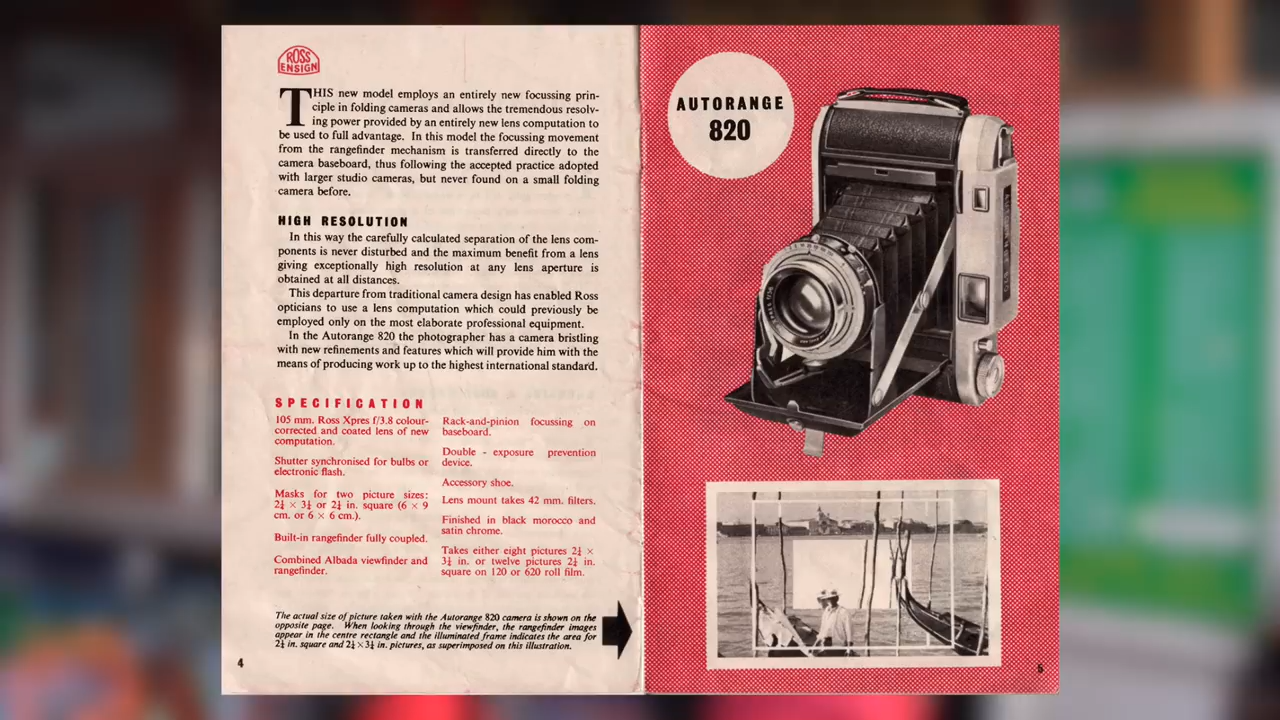 ROSS
ENSIGN
THIS new model employs an entirely new focussing prin-
ciple in folding cameras and allows the tremendous resolv-
ing power provided by an entirely new lens computation to
be used to full advantage. In this model the focussing movement
from the rangefinder mechanism is transferred directly to the
camera baseboard, thus following the accepted practice adopted
with larger studio cameras, but never found on a small folding
camera before.
HIGH RESOLUTION
In this way the carefully calculated separation of the lens com-
ponents is never disturbed and the maximum benefit from a lens
giving exceptionally high resolution at any lens aperture is
obtained at all distances.
This departure from traditional camera design has enabled Ross
opticians to use a lens computation which could previously be
employed only on the most elaborate professional equipment.
In the Autorange 820 the photographer has a camera bristling
with new refinements and features which will provide him with the
means of producing work up to the highest international standard.
SPECIFICATION
105 mm. Ross Xpres f/3.8 colour-
corrected and coated lens of new
computation.
Shutter synchronised for bulbs or
electronic flash.
Masks for two picture sizes:
2¼ × 3¼ or 2¼ in. square (6 × 9
cm. or 6 × 6 cm.).
Built-in rangefinder fully coupled.
Combined Albada viewfinder and
rangefinder.
Rack-and-pinion focussing on
baseboard.
Double - exposure prevention
device.
Accessory shoe.
Lens mount takes 42 mm. filters.
Finished in black morocco and
satin chrome.
Takes either eight pictures 2¼ ×
3¼ in. or twelve pictures 2¼ in.
square on 120 or 620 roll film.
The actual size of picture taken with the Autorange 820 camera is shown on the
opposite page. When looking through the viewfinder, the rangefinder images
appear in the centre rectangle and the illuminated frame indicates the area for
2¼ in. square and 2¼ × 3¼ in. pictures, as superimposed on this illustration.
4
AUTORANGE
820
5